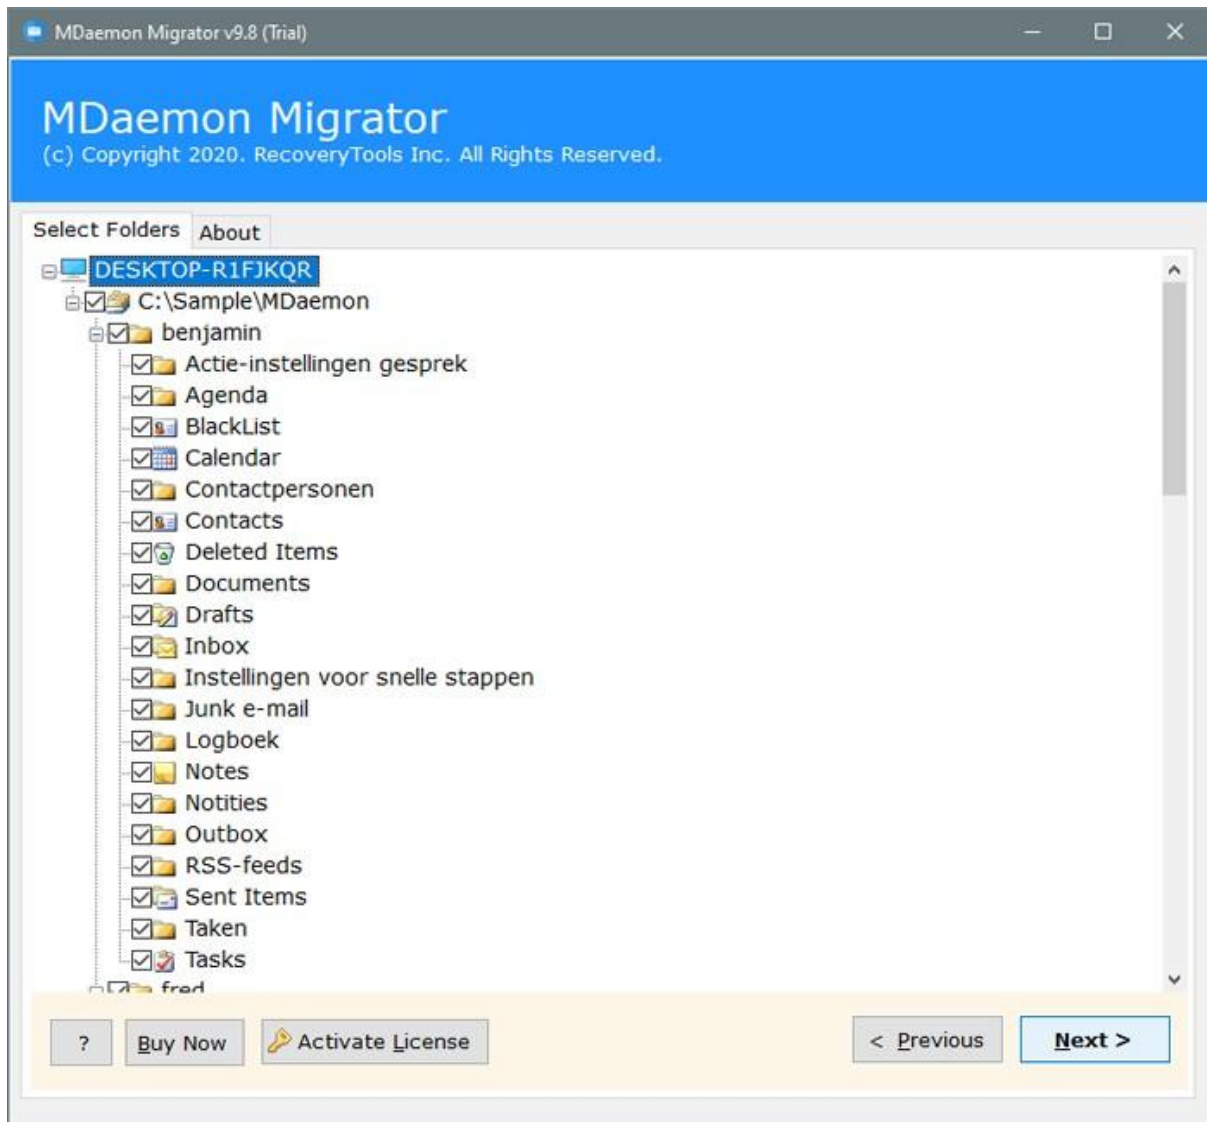 MDaemon Migrator v9.8 (Trial)
MDaemon Migrator
(c) Copyright 2020. RecoveryTools Inc. All Rights Reserved.
Select Folders About
DESKTOP-R1FJKQR
C:\Sample\MDaemon
benjamin
Actie-instellingen gesprek
Agenda
BlackList
Calendar
Contactpersonen
Contacts
Deleted Items
Documents
Drafts
Inbox
Instellingen voor snelle stappen
Junk e-mail
Logboek
Notes
Notities
Outbox
RSS-feeds
Sent Items
Taken
Tasks
fred
? Buy Now Activate License < Previous Next >